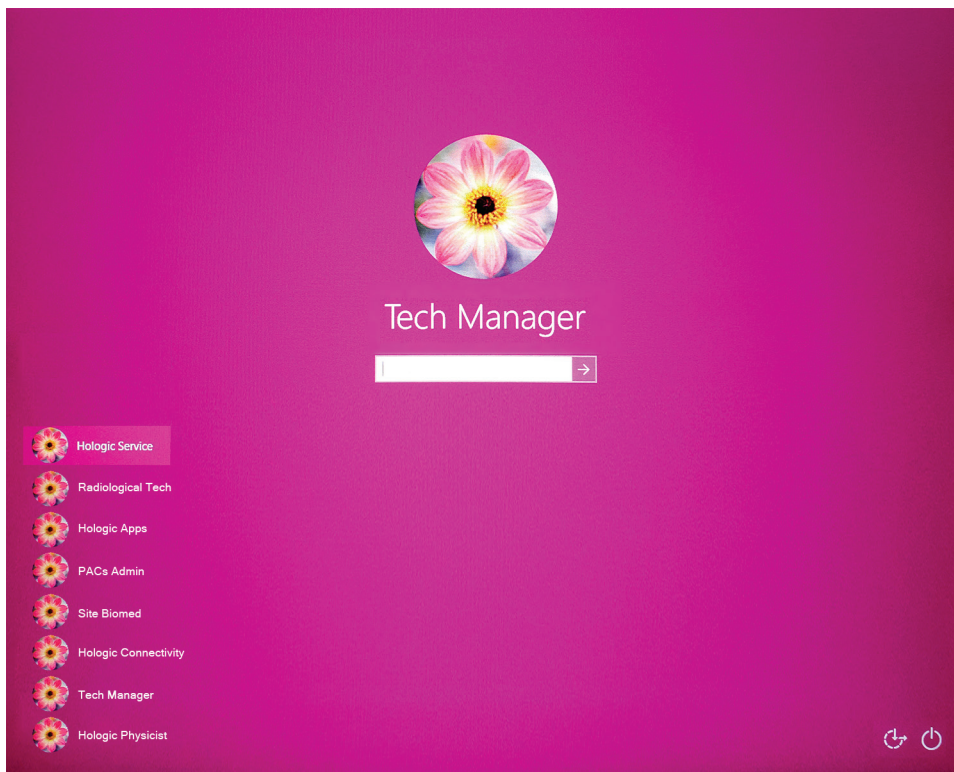 Tech Manager
Hologic Service
Radiological Tech
Hologic Apps
PACs Admin
Site Biomed
Hologic Connectivity
Tech Manager
Hologic Physicist